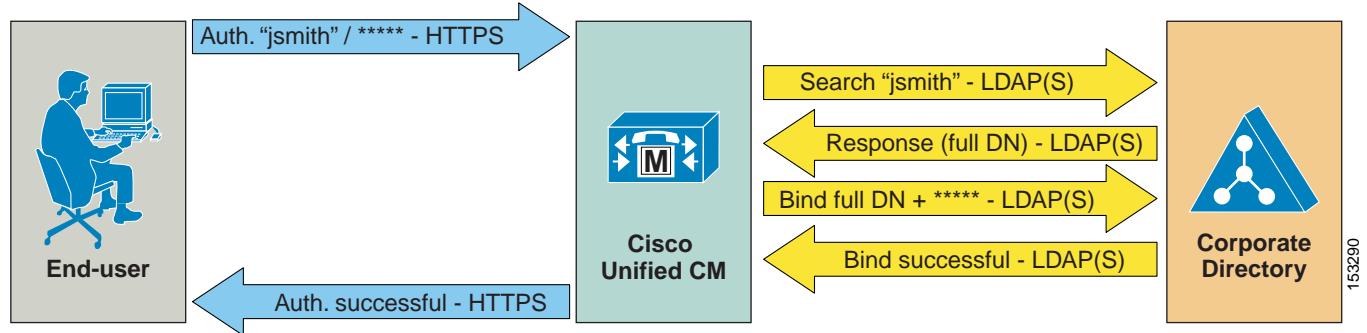 Auth. “jsmith” / ***** - HTTPS
Search “jsmith” - LDAP(S)
Response (full DN) - LDAP(S)
M
Bind full DN + ***** - LDAP(S)
End-user
Cisco
Unified CM
Bind successful - LDAP(S)
Corporate
Directory
Auth. successful - HTTPS
153290